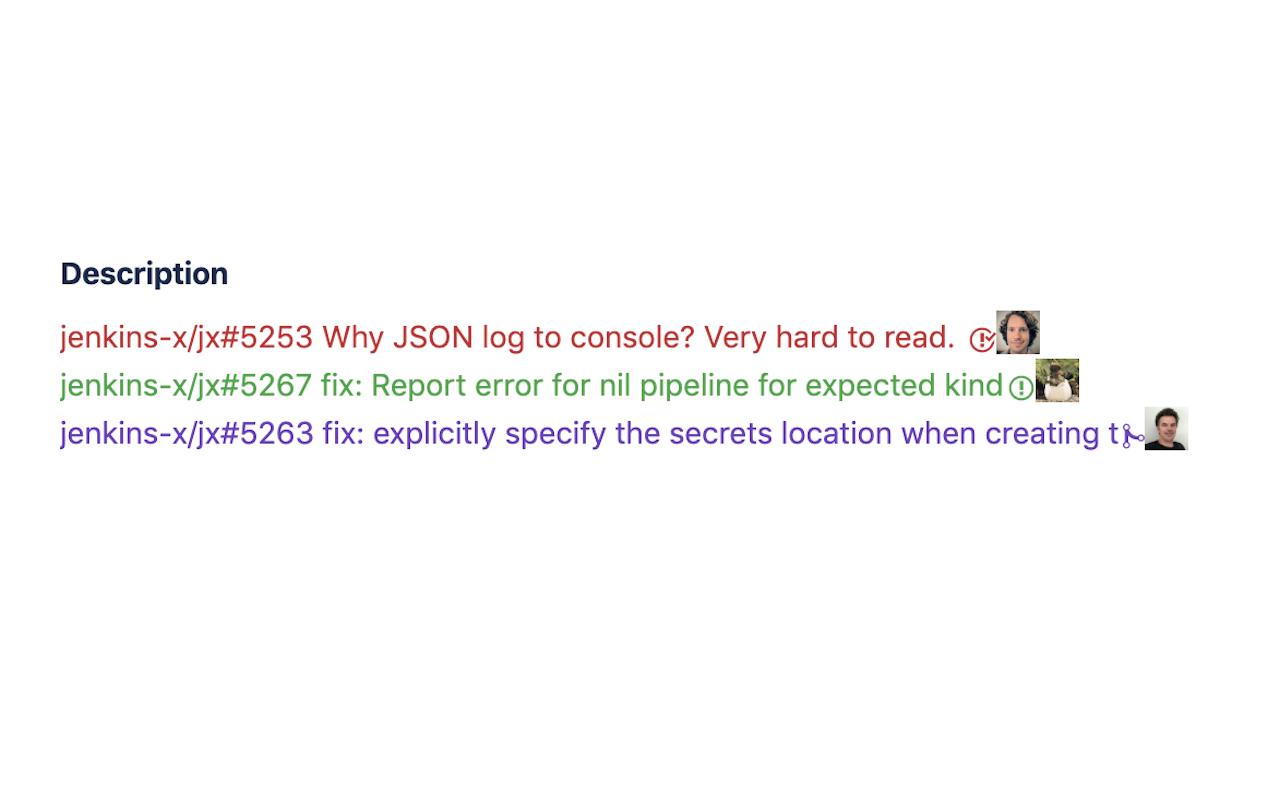 Description
jenkins-x/jx#5253 Why JSON log to console? Very hard to read.
jenkins-x/jx#5267 fix: Report error for nil pipeline for expected kind
jenkins-x/jx#5263 fix: explicitly specify the secrets location when creating t